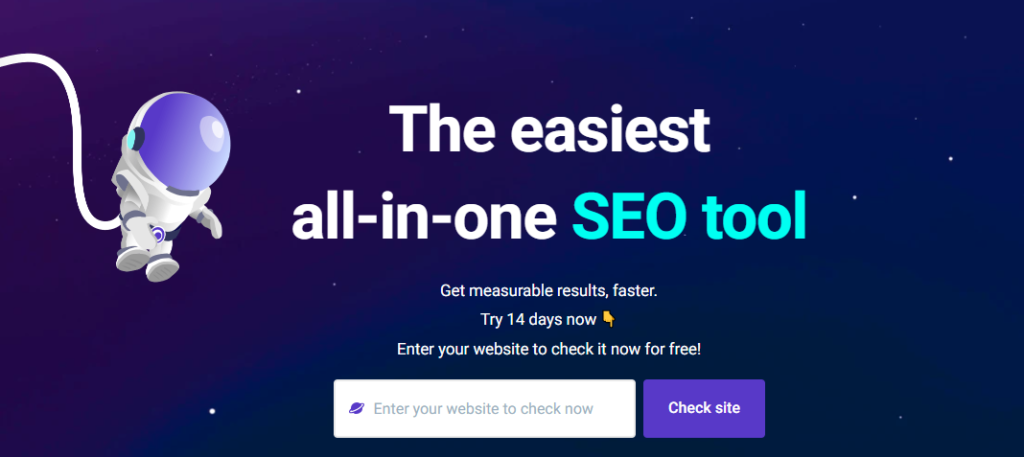 The easiest
all-in-one SEO tool
Get measurable results, faster.
Try 14 days now 👇
Enter your website to check it now for free!
Enter your website to check now
Check site